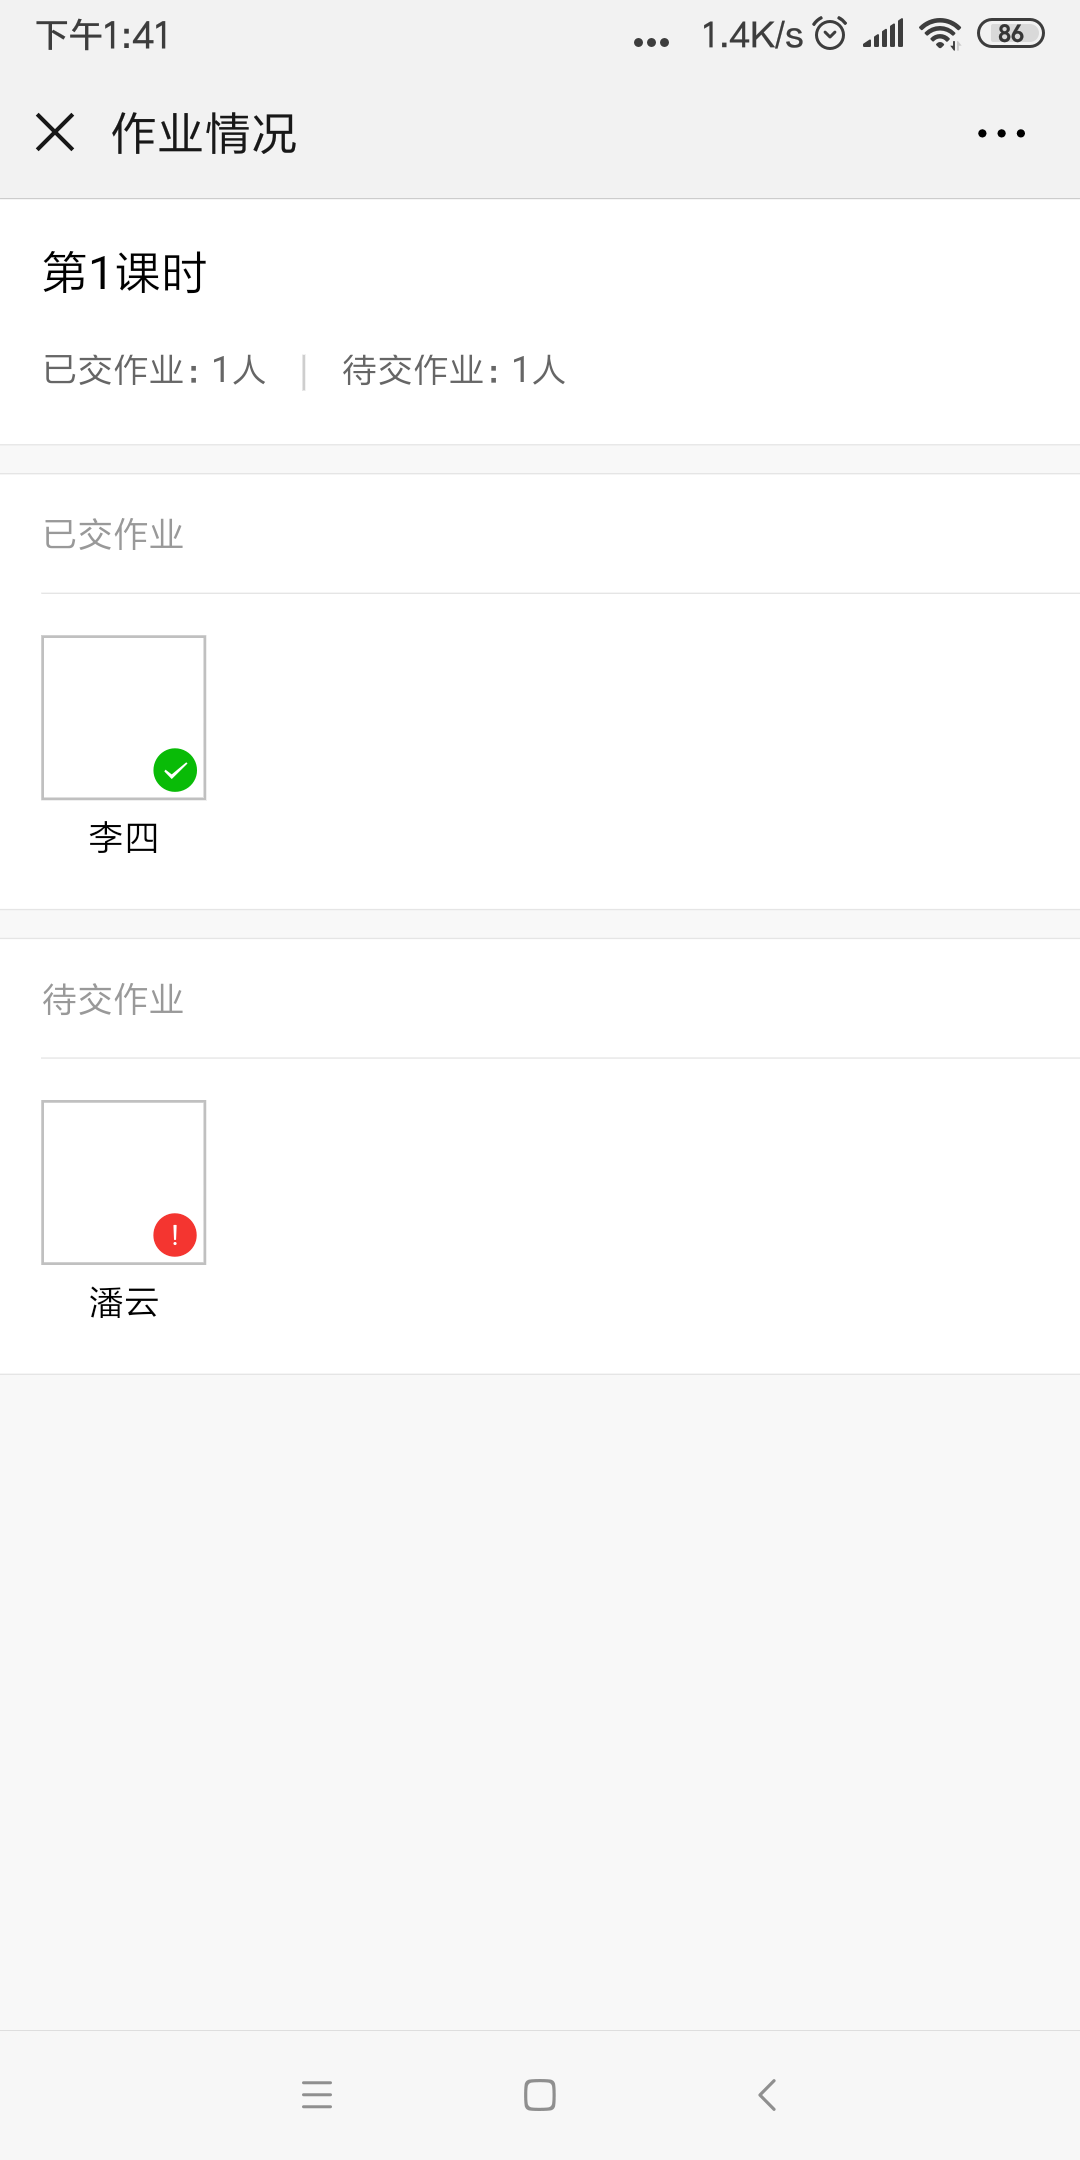 下午1:41
... 1.4K/s 86
作业情况
第1课时
已交作业: 1人 | 待交作业: 1人
已交作业
李四
待交作业
!
潘云